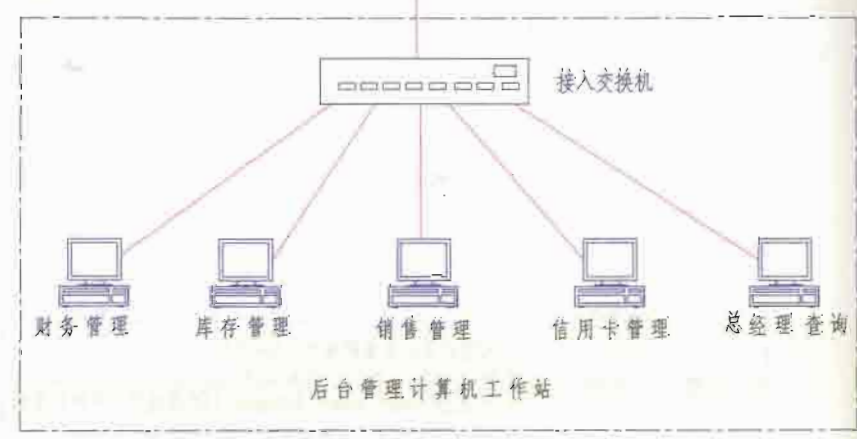 接入交换机
财务管理
库存管理
销售管理
信用卡管理
总经理查询
后台管理计算机工作站